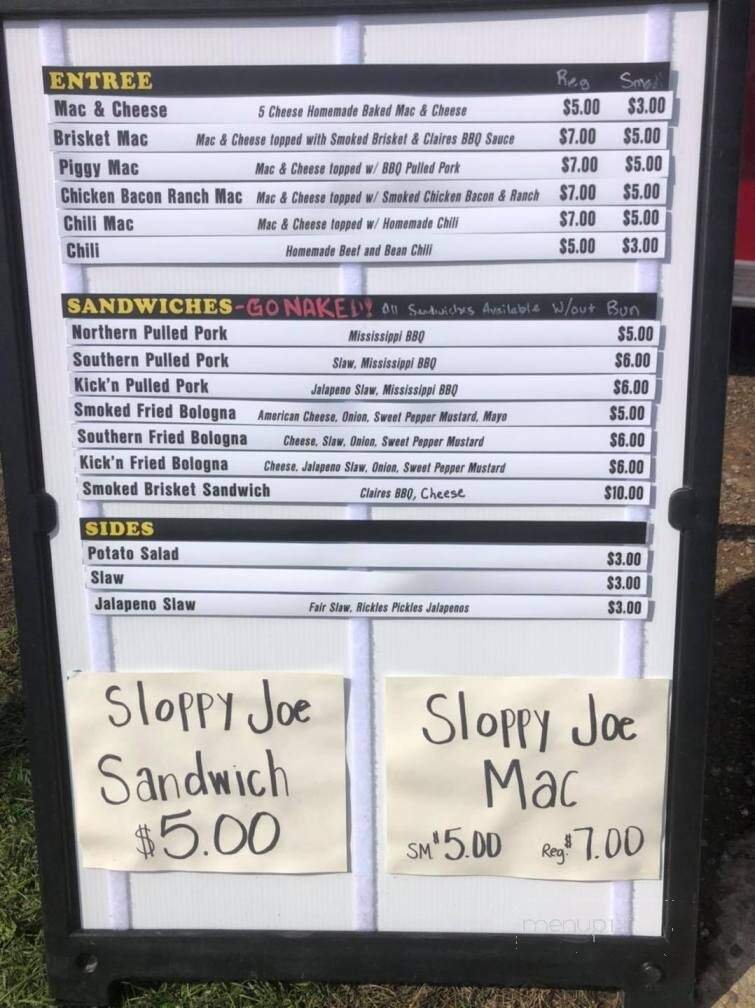 ENTREE Reg Small
Mac & Cheese 5 Cheese Homemade Baked Mac & Cheese $5.00 $3.00
Brisket Mac Mac & Cheese topped with Smoked Brisket & Claires BBQ Sauce $7.00 $5.00
Piggy Mac Mac & Cheese topped w/ BBQ Pulled Pork $7.00 $5.00
Chicken Bacon Ranch Mac Mac & Cheese topped w/ Smoked Chicken Bacon & Ranch $7.00 $5.00
Chili Mac Mac & Cheese topped w/ Homemade Chili $7.00 $5.00
Chili Homemade Beef and Bean Chili $5.00 $3.00
SANDWICHES-GO NAKED! All Sandwiches Available W/out Bun
Northern Pulled Pork Mississippi BBQ $5.00
Southern Pulled Pork Slaw, Mississippi BBQ $6.00
Kick'n Pulled Pork Jalapeno Slaw, Mississippi BBQ $6.00
Smoked Fried Bologna American Cheese, Onion, Sweet Pepper Mustard, Mayo $5.00
Southern Fried Bologna Cheese, Slaw, Onion, Sweet Pepper Mustard $6.00
Kick'n Fried Bologna Cheese, Jalapeno Slaw, Onion, Sweet Pepper Mustard $6.00
Smoked Brisket Sandwich Claires BBQ, Cheese $10.00
SIDES
Potato Salad $3.00
Slaw $3.00
Jalapeno Slaw Fair Slaw, Rickles Pickles Jalapenos $3.00
Sloppy Joe
Sandwich
$5.00
Sloppy Joe
Mac
SM $5.00 Reg $7.00
menupix